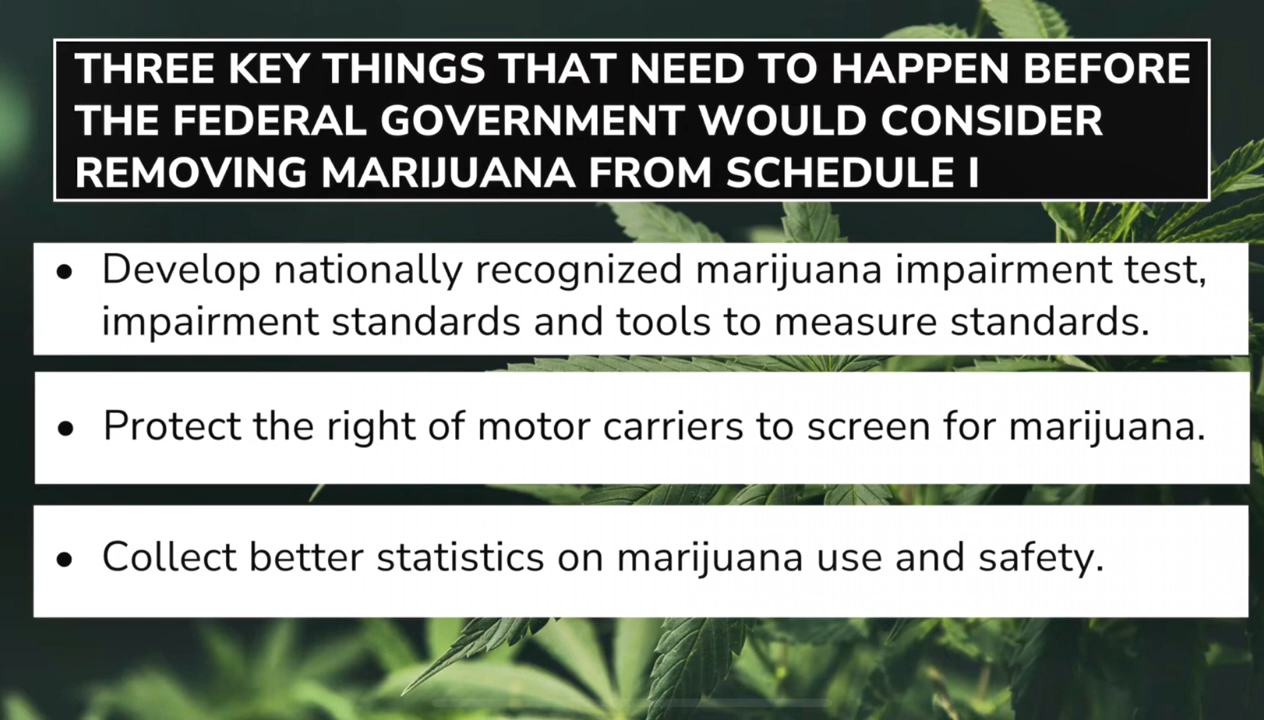 THREE KEY THINGS THAT NEED TO HAPPEN BEFORE
THE FEDERAL GOVERNMENT WOULD CONSIDER
REMOVING MARIJUANA FROM SCHEDULE I
• Develop nationally recognized marijuana impairment test,
impairment standards and tools to measure standards.
• Protect the right of motor carriers to screen for marijuana.
• Collect better statistics on marijuana use and safety.